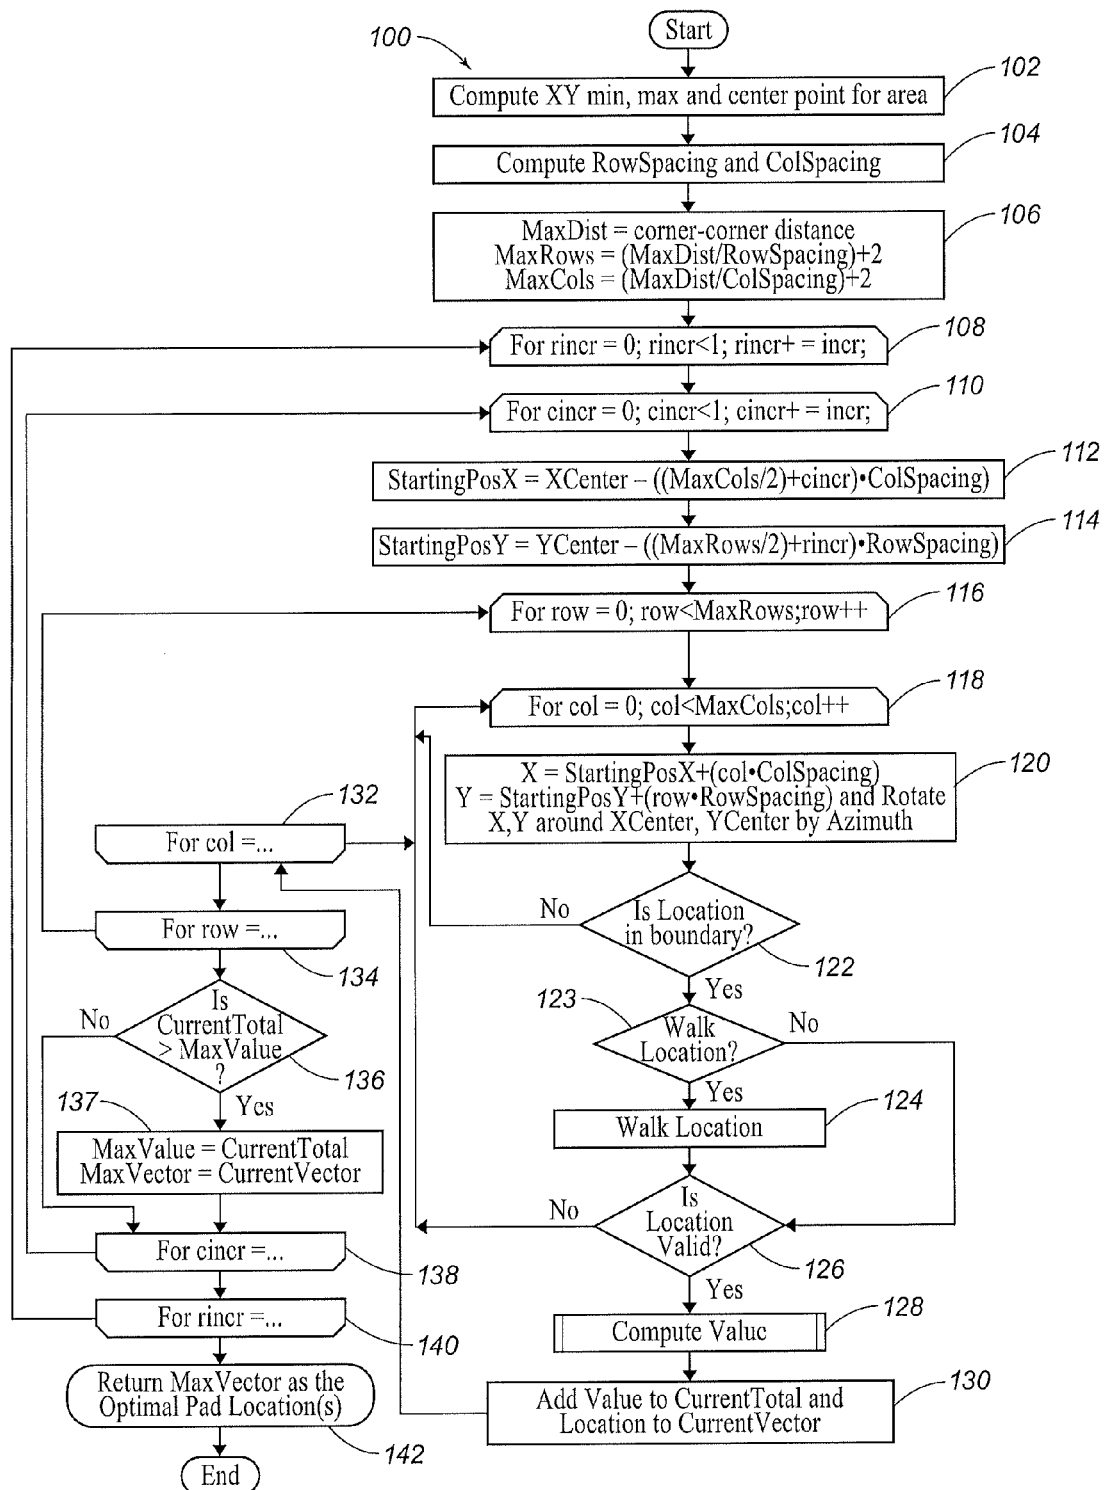 Start
100
102
Compute XY min, max and center point for area
104
Compute RowSpacing and ColSpacing
106
MaxDist = corner-corner distance
MaxRows = (MaxDist/RowSpacing)+2
MaxCols = (MaxDist/ColSpacing)+2
108
For rincr = 0; rincr<1; rincr+ = incr;
110
For cincr = 0; cincr<1; cincr+ = incr;
112
StartingPosX = XCenter – ((MaxCols/2)+cincr)•ColSpacing)
114
StartingPosY = YCenter – ((MaxRows/2)+rincr)•RowSpacing)
116
For row = 0; row<MaxRows;row++
118
For col = 0; col<MaxCols;col++
120
X = StartingPosX+(col•ColSpacing)
Y = StartingPosY+(row•RowSpacing) and Rotate
X,Y around XCenter, YCenter by Azimuth
No
Is Location
in boundary?
122
Yes
123
Walk
Location?
No
Yes
124
Walk Location
No
Is
Location
Valid?
126
Yes
128
Compute Value
130
Add Value to CurrentTotal and
Location to CurrentVector
132
For col =...
For row =...
134
No
Is
CurrentTotal
> MaxValue
?
136
137
Yes
MaxValue = CurrentTotal
MaxVector = CurrentVector
For cincr =...
138
For rincr =...
140
Return MaxVector as the
Optimal Pad Location(s)
142
End